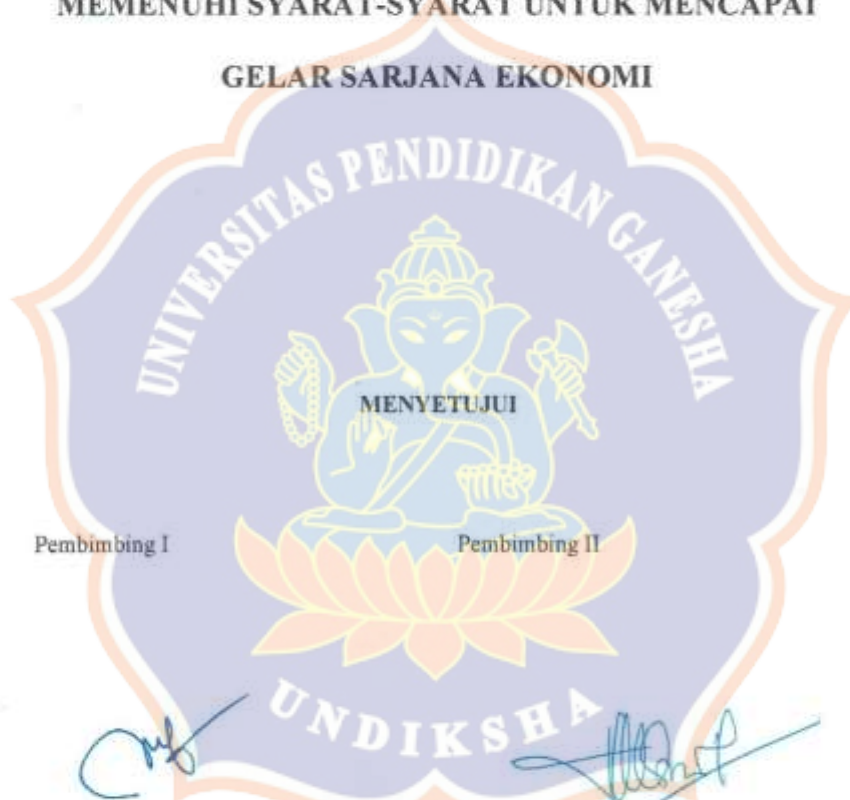 MEMENUHI SYARAT-SYARAT UNTUK MENCAPAI
GELAR SARJANA EKONOMI
UNIVERSITAS PENDIDIKAN GANESHA
MENYETUJUI
Pembimbing I Pembimbing II
UNDIKSHA